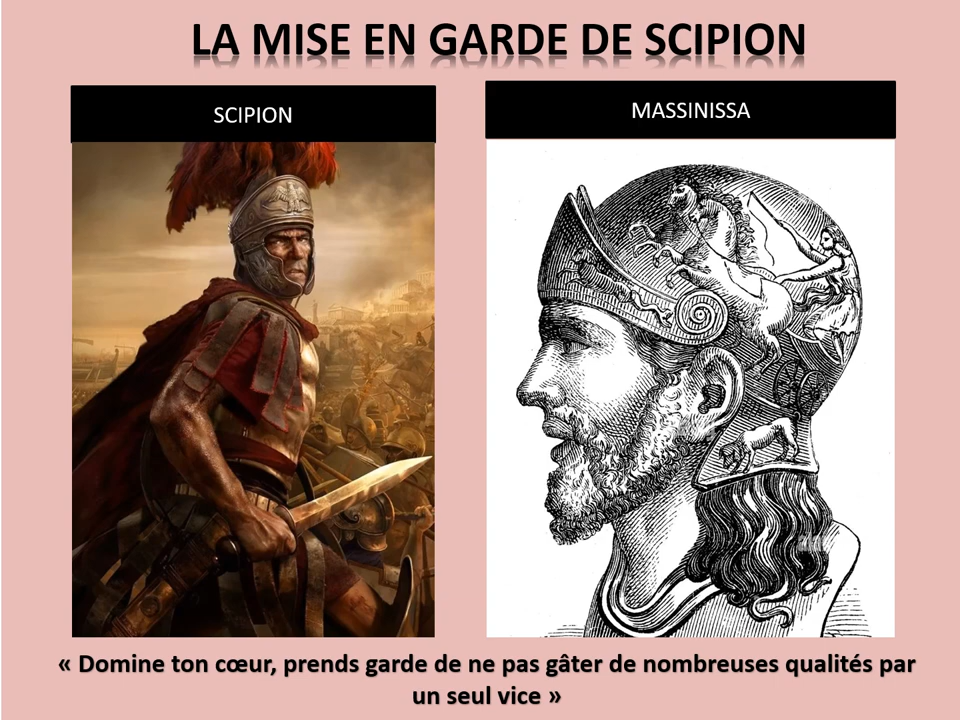 LA MISE EN GARDE DE SCIPION
SCIPION
MASSINISSA
« Domine ton cœur, prends garde de ne pas gâter de nombreuses qualités par
un seul vice »